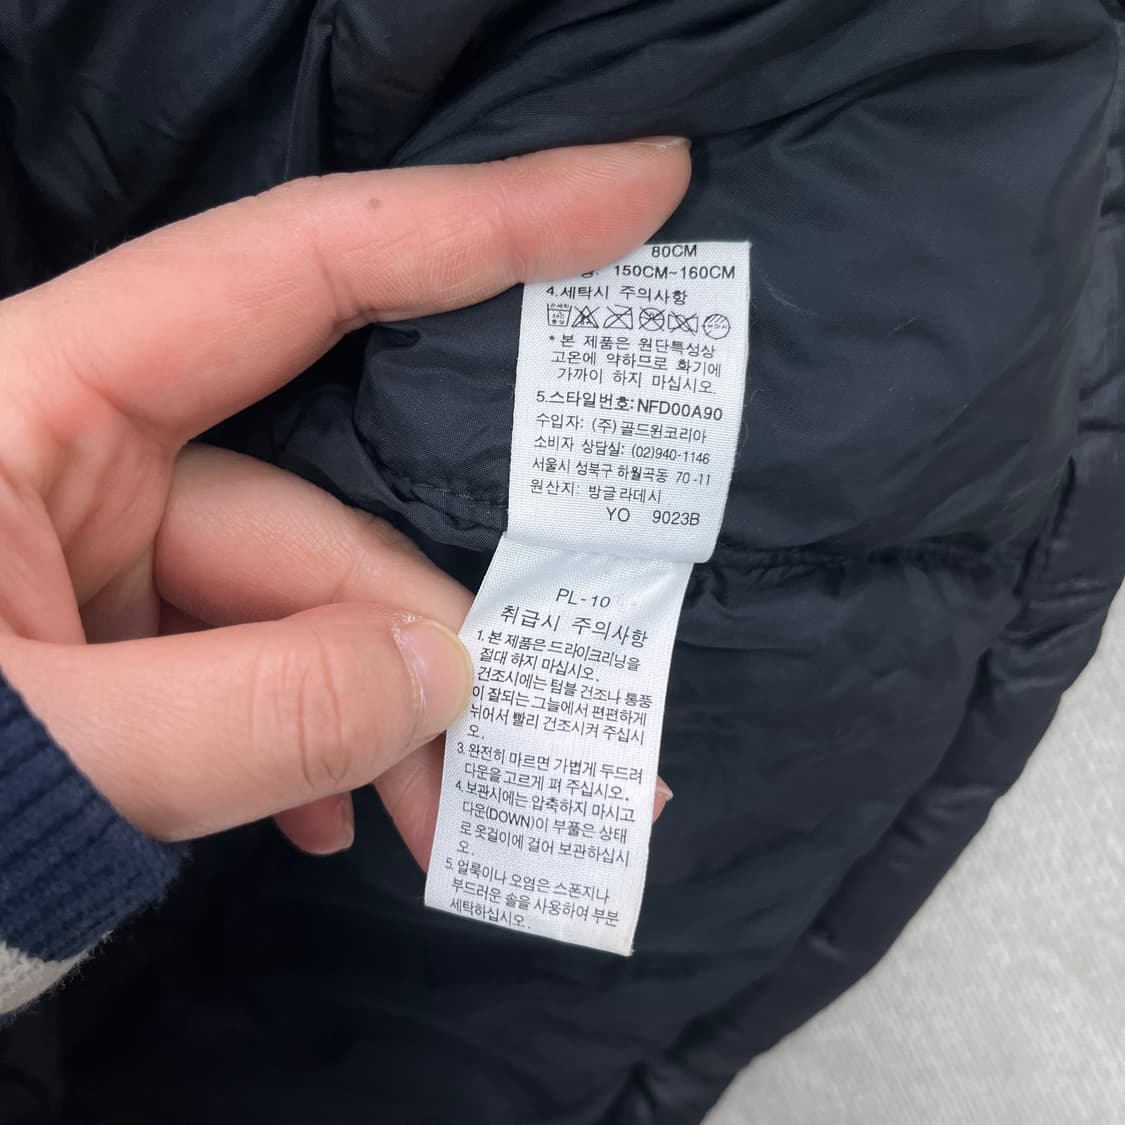 80CM
150CM~160CM
4.세탁시 주의사항
* 본 제품은 원단특성상
고온에 약하므로 화기에
가까이 하지 마십시오.
5.스타일번호:NFD00A90
수입자: (주)골드윈코리아
소비자 상담실: (02)940-1146
서울시 성북구 하월곡동 70-11
원산지: 방글라데시
YO 9023B
PL-10
취급시 주의사항
1.본 제품은 드라이크리닝을
절대 하지 마십시오.
건조시에는 텀블 건조나 통풍
이 잘되는 그늘에서 편편하게
뉘어서 빨리 건조시켜 주십시
오.
3.완전히 마르면 가볍게 두드려
다운을 고르게 펴 주십시오.
4.보관시에는 압축하지 마시고
다운(DOWN)이 부풀은 상태
로 옷걸이에 걸어 보관하십시
오.
5.얼룩이나 오염은 스폰지나
부드러운 솔을 사용하여 부분
세탁하십시오.